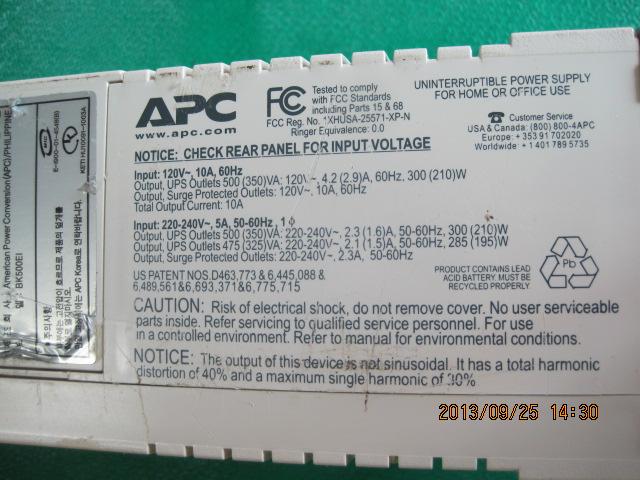 APC
www.apc.com
FCC
Tested to comply
with FCC Standards
including Parts 15 & 68
FCC Reg. No. 1XHUSA-25571-XP-N
Ringer Equivalence: 0.0
UNINTERRUPTIBLE POWER SUPPLY
FOR HOME OR OFFICE USE
Customer Service
USA & Canada: (800) 800-4APC
Europe: + 353 91 702020
Worldwide: + 1 401 789 5735
NOTICE: CHECK REAR PANEL FOR INPUT VOLTAGE
Input: 120V~, 10A, 60Hz
Output, UPS Outlets 500 (350)VA: 120V~, 4.2 (2.9)A, 60Hz, 300 (210)W
Output, Surge Protected Outlets: 120V~, 10A, 60Hz
Total Output Current: 10A
Input: 220-240V~, 5A, 50-60Hz, 1ϕ
Output, UPS Outlets 500 (350)VA: 220-240V~, 2.3 (1.6)A, 50-60Hz, 300 (210)W
Output, UPS Outlets 475 (325)VA: 220-240V~, 2.1 (1.5)A, 50-60Hz, 285 (195)W
Output, Surge Protected Outlets: 220-240V~, 2.3A, 50-60Hz
US PATENT NOS.D463,773 & 6,445,088 &
6,489,561&6,693,371&6,775,715
PRODUCT CONTAINS LEAD
ACID BATTERY, MUST BE
RECYCLED PROPERLY
Pb
CAUTION: Risk of electrical shock, do not remove cover. No user serviceable
parts inside. Refer servicing to qualified service personnel. For use
in a controlled environment. Refer to manual for environmental conditions.
NOTICE: The output of this device is not sinusoidal. It has a total harmonic
distortion of 40% and a maximum single harmonic of 30%
American Power Conversion (APC)/PHILIPPINE
BK500EI
주의사항
2013/09/25 14:30